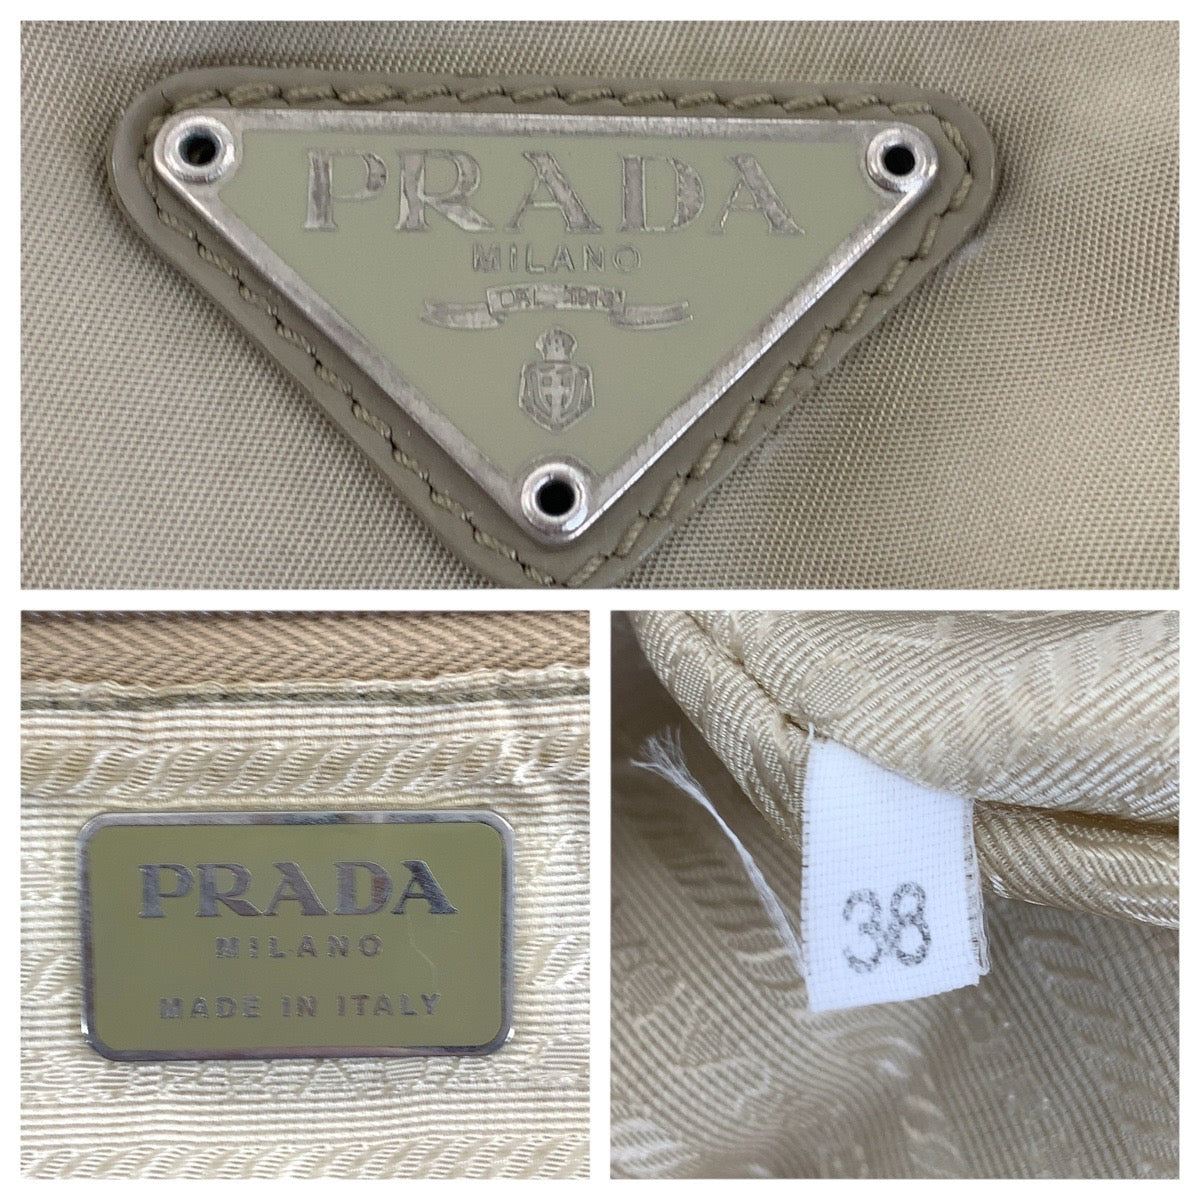 PRADA
MILANO
DAL 1913
PRADA
MILANO
MADE IN ITALY
38